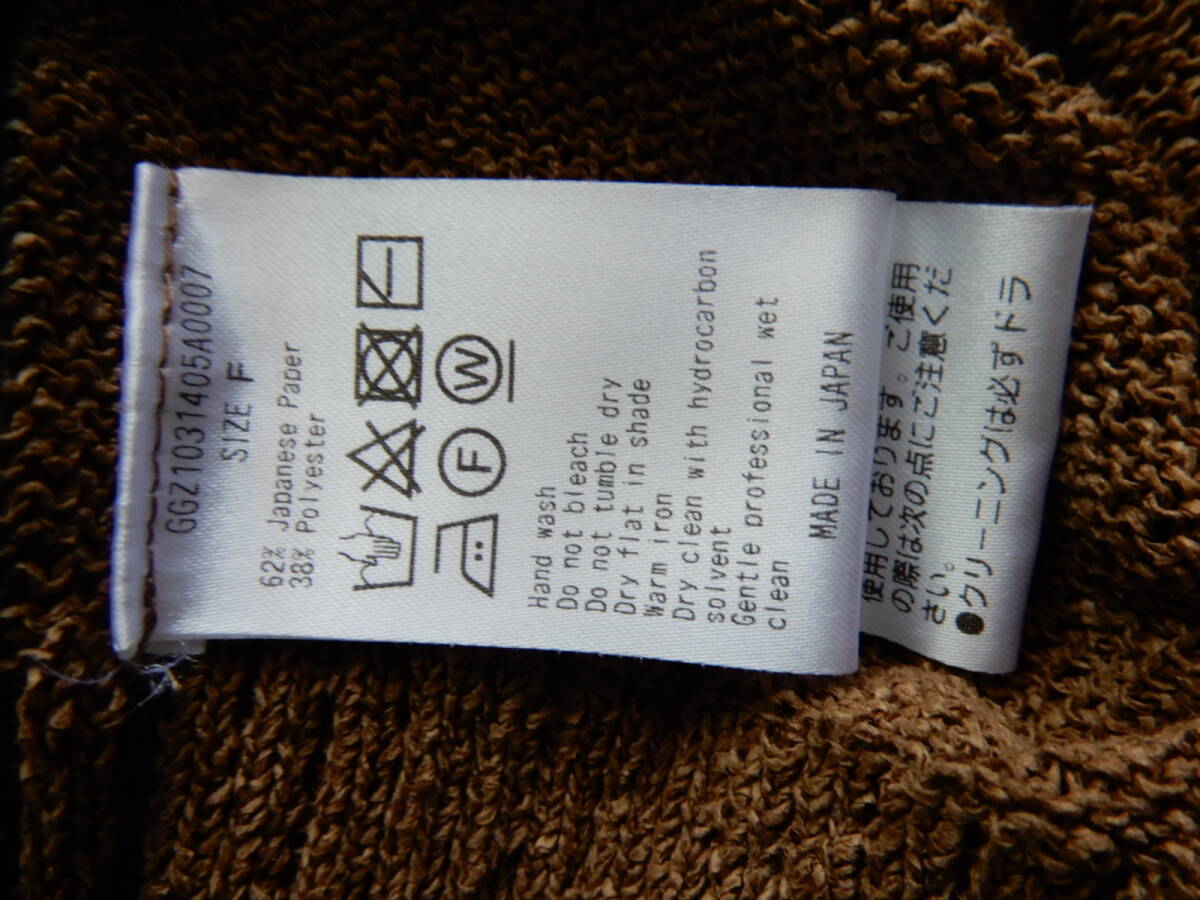 GGZ1031405A0007
SIZE F
62% Japanese Paper
38% Polyester
F
W
Hand wash
Do not bleach
Do not tumble dry
Dry flat in shade
Warm iron
Dry clean with hydrocarbon
solvent
Gentle professional wet
clean
MADE IN JAPAN
使用しております。ご使用
の際は次の点にご注意くだ
さい。
●クリーニングは必ずドラ